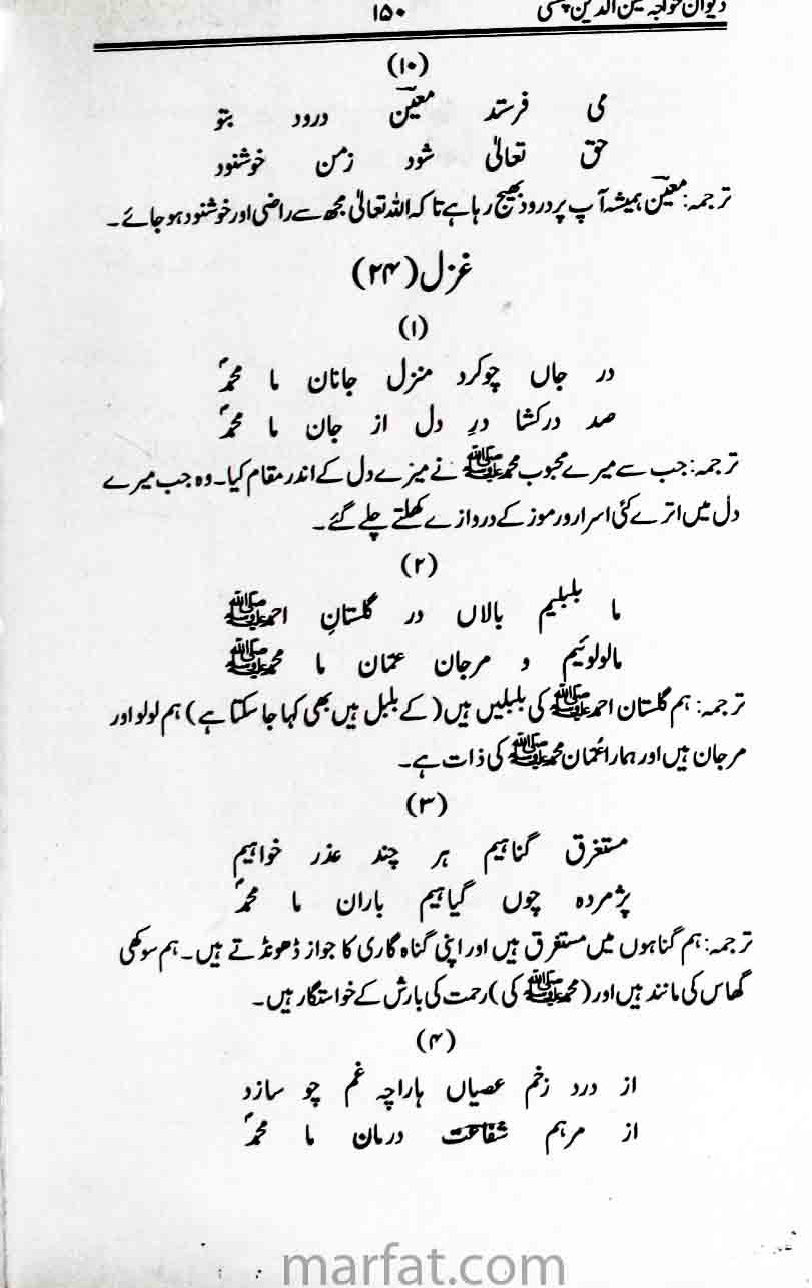 دیوان خواجہ معین الدین چشتی ۱۵۰
(۱۰)
می فرستد معینؔ درود بتو
حق تعالیٰ شود زمن خوشنود
ترجمہ: معینؔ ہمیشہ آپ پر درود بھیج رہا ہے تا کہ اللہ تعالیٰ مجھ سے راضی اور خوشنود ہو جائے۔
غزل (۲۴)
(۱)
در جاں چوکرد منزل جانان ما محمدؐ
صد درکشا درِ دل از جان ما محمدؐ
ترجمہ: جب سے میرے محبوب محمد ﷺ نے میرے دل کے اندر مقام کیا۔ وہ جب میرے
دل میں اترے کئی اسرار و رموز کے دروازے کھلتے چلے گئے۔
(۲)
ما بلبلیم بالاں در گلستانِ احمد ﷺ
مالولوئیم و مرجان عمّان ما محمد ﷺ
ترجمہ: ہم گلستان احمد ﷺ کی بلبلیں ہیں (کے بلبل ہیں بھی کہا جا سکتا ہے) ہم لولو اور
مرجان ہیں اور ہمارا عُمّان محمد ﷺ کی ذات ہے۔
(۳)
مستغرق گناہیم ہر چند عذر خواہیم
پژمردہ چوں گیاہیم باران ما محمدؐ
ترجمہ: ہم گناہوں میں مستغرق ہیں اور اپنی گناہ گاری کا جواز ڈھونڈتے ہیں۔ ہم سوکھی
گھاس کی مانند ہیں اور (محمد ﷺ کی) رحمت کی بارش کے خواستگار ہیں۔
(۴)
از درد زخم عصیاں ہاراچہ غم چو سازد
از مرہم شفاعت درمان ما محمدؐ
marfat.com